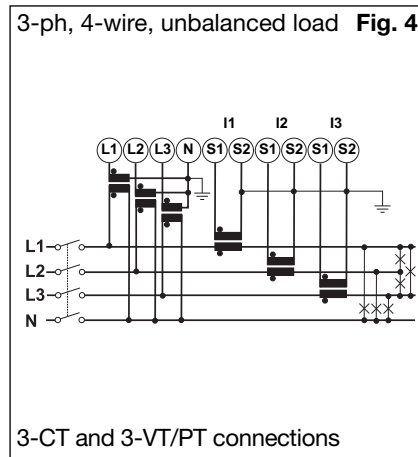 3-ph, 4-wire, unbalanced load Fig. 4
I1 I2 I3
L1 L2 L3 N S1 S2 S1 S2 S1 S2
L1
L2
L3
N
3-CT and 3-VT/PT connections